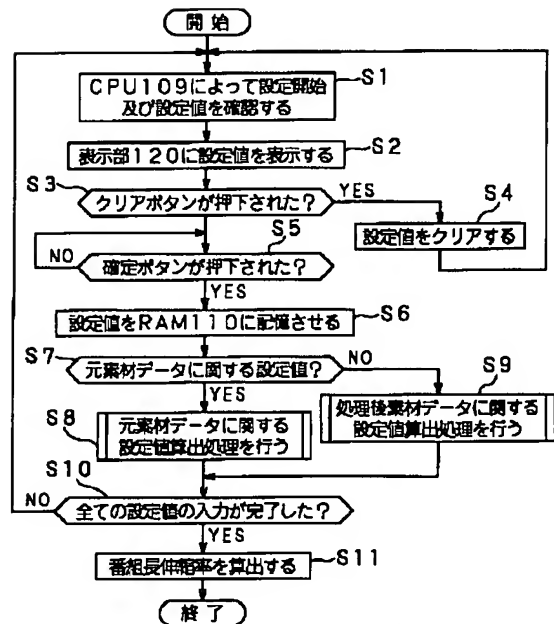 開始
CPU109によって設定開始
及び設定値を確認する
S1
表示部120に設定値を表示する
S2
S3
クリアボタンが押下された?
YES
S4
設定値をクリアする
S5
NO
確定ボタンが押下された?
YES
設定値をRAM110に記憶させる
S6
S7
元素材データに関する設定値?
NO
YES
S8
元素材データに関する
設定値算出処理を行う
S9
処理後素材データに関する
設定値算出処理を行う
S10
NO
全ての設定値の入力が完了した?
YES
番組長伸縮率を算出する
S11
終了